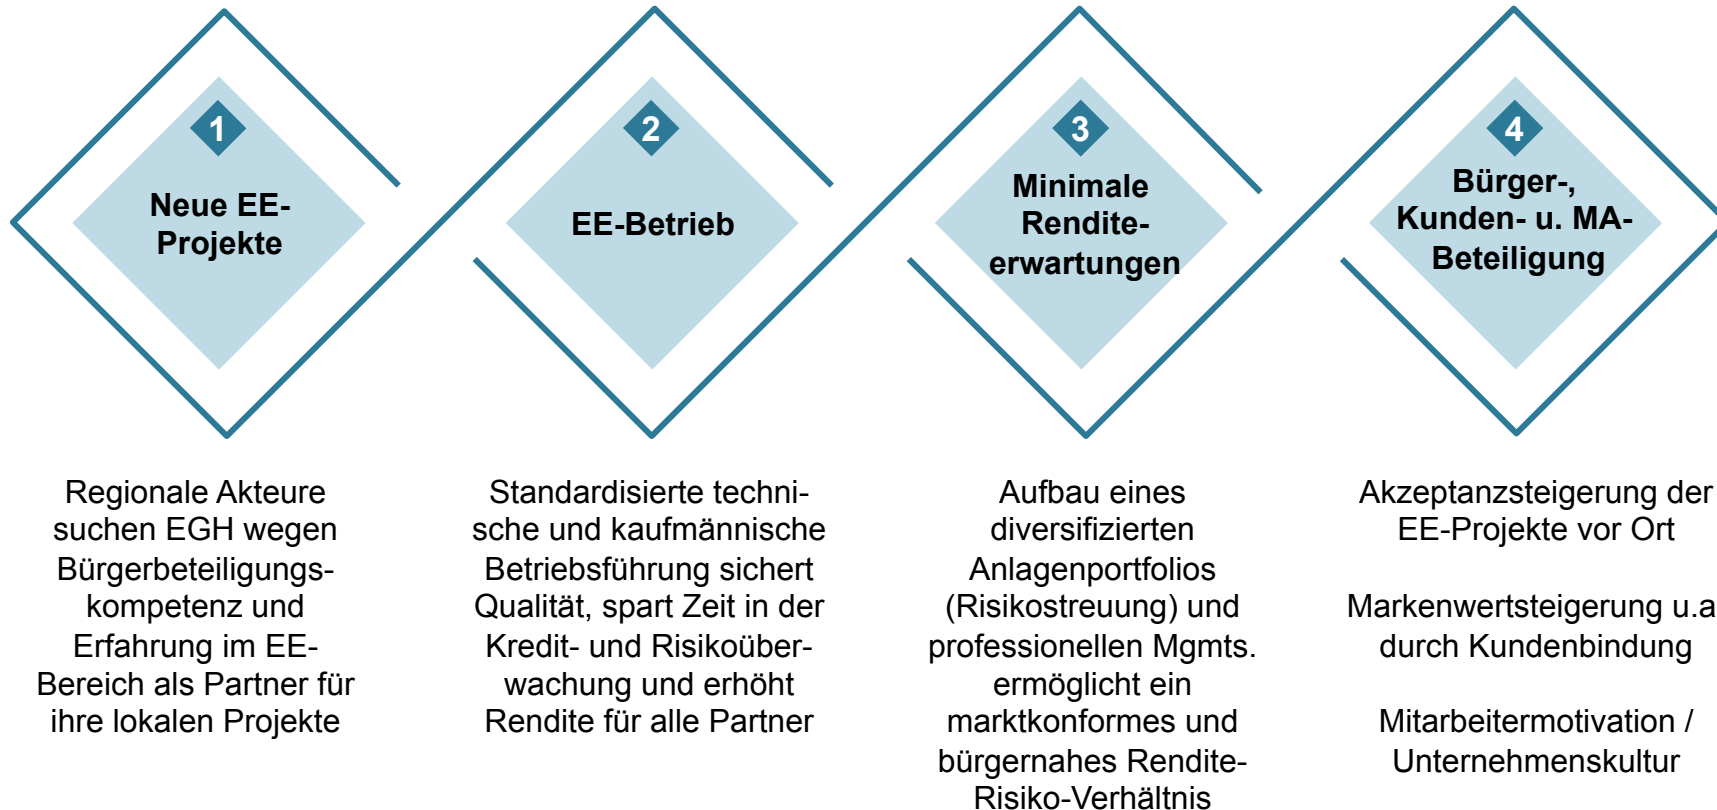 1
Neue EE-
Projekte
Regionale Akteure
suchen EGH wegen
Bürgerbeteiligungs-
kompetenz und
Erfahrung im EE-
Bereich als Partner für
ihre lokalen Projekte
2
EE-Betrieb
Standardisierte techni-
sche und kaufmännische
Betriebsführung sichert
Qualität, spart Zeit in der
Kredit- und Risikoüber-
wachung und erhöht
Rendite für alle Partner
3
Minimale
Rendite-
erwartungen
Aufbau eines
diversifizierten
Anlagenportfolios
(Risikostreuung) und
professionellen Mgmts.
ermöglicht ein
marktkonformes und
bürgernahes Rendite-
Risiko-Verhältnis
4
Bürger-,
Kunden- u. MA-
Beteiligung
Akzeptanzsteigerung der
EE-Projekte vor Ort
Markenwertsteigerung u.a
durch Kundenbindung
Mitarbeitermotivation /
Unternehmenskultur